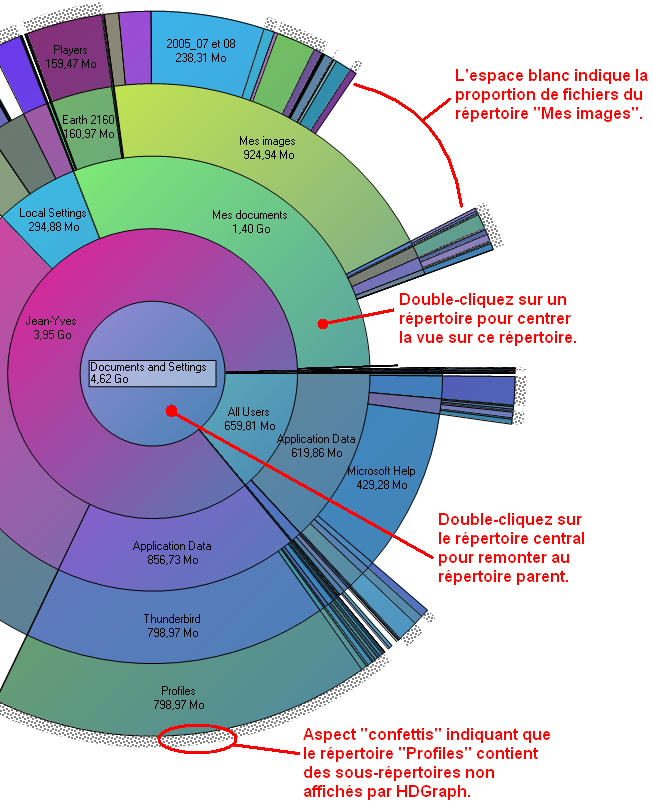 Players
159,47 Mo
2005_07 et 08
238,31 Mo
L'espace blanc indique la
proportion de fichiers du
répertoire "Mes images".
Earth 2160
160,97 Mo
Mes images
924,94 Mo
Local Settings
294,88 Mo
Mes documents
1,40 Go
Double-cliquez sur un
répertoire pour centrer
la vue sur ce répertoire.
Jean-Yves
3,95 Go
Documents and Settings
4,62 Go
All Users
659,81 Mo
Application Data
619,86 Mo
Microsoft Help
429,28 Mo
Double-cliquez sur
le répertoire central
pour remonter au
répertoire parent.
Application Data
856,73 Mo
Thunderbird
798,97 Mo
Profiles
798,97 Mo
Aspect "confettis" indiquant que
le répertoire "Profiles" contient
des sous-répertoires non
affichés par HDGraph.